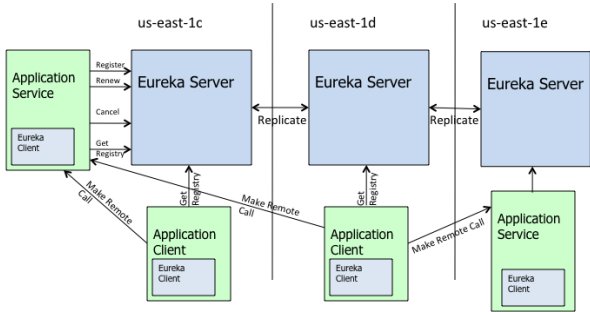 us-east-1c
us-east-1d
us-east-1e
Application
Service
Eureka
Client
Register
Renew
Cancel
Get
Registry
Eureka Server
Replicate
Eureka Server
Replicate
Eureka Server
Make Remote
Call
Get
Registry
Make Remote
Call
Get
Registry
Make Remote Call
Application
Client
Eureka
Client
Application
Client
Eureka
Client
Application
Service
Eureka
Client